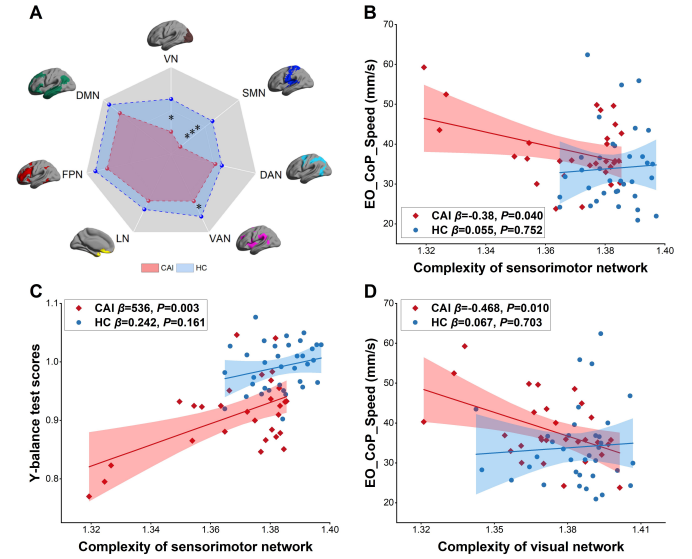 A
VN
SMN
DAN
VAN
LN
FPN
DMN
*
* * *
*
CAI HC
B
EO_CoP_Speed (mm/s)
70
60
50
40
30
20
CAI β=-0.38, P=0.040
HC β=0.055, P=0.752
1.32 1.34 1.36 1.38 1.40
Complexity of sensorimotor network
C
Y-balance test scores
1.1
1.0
0.9
0.8
CAI β=536, P=0.003
HC β=0.242, P=0.161
1.32 1.34 1.36 1.38 1.40
Complexity of sensorimotor network
D
EO_CoP_Speed (mm/s)
70
60
50
40
30
20
CAI β=-0.468, P=0.010
HC β=0.067, P=0.703
1.32 1.35 1.38 1.41
Complexity of visual network